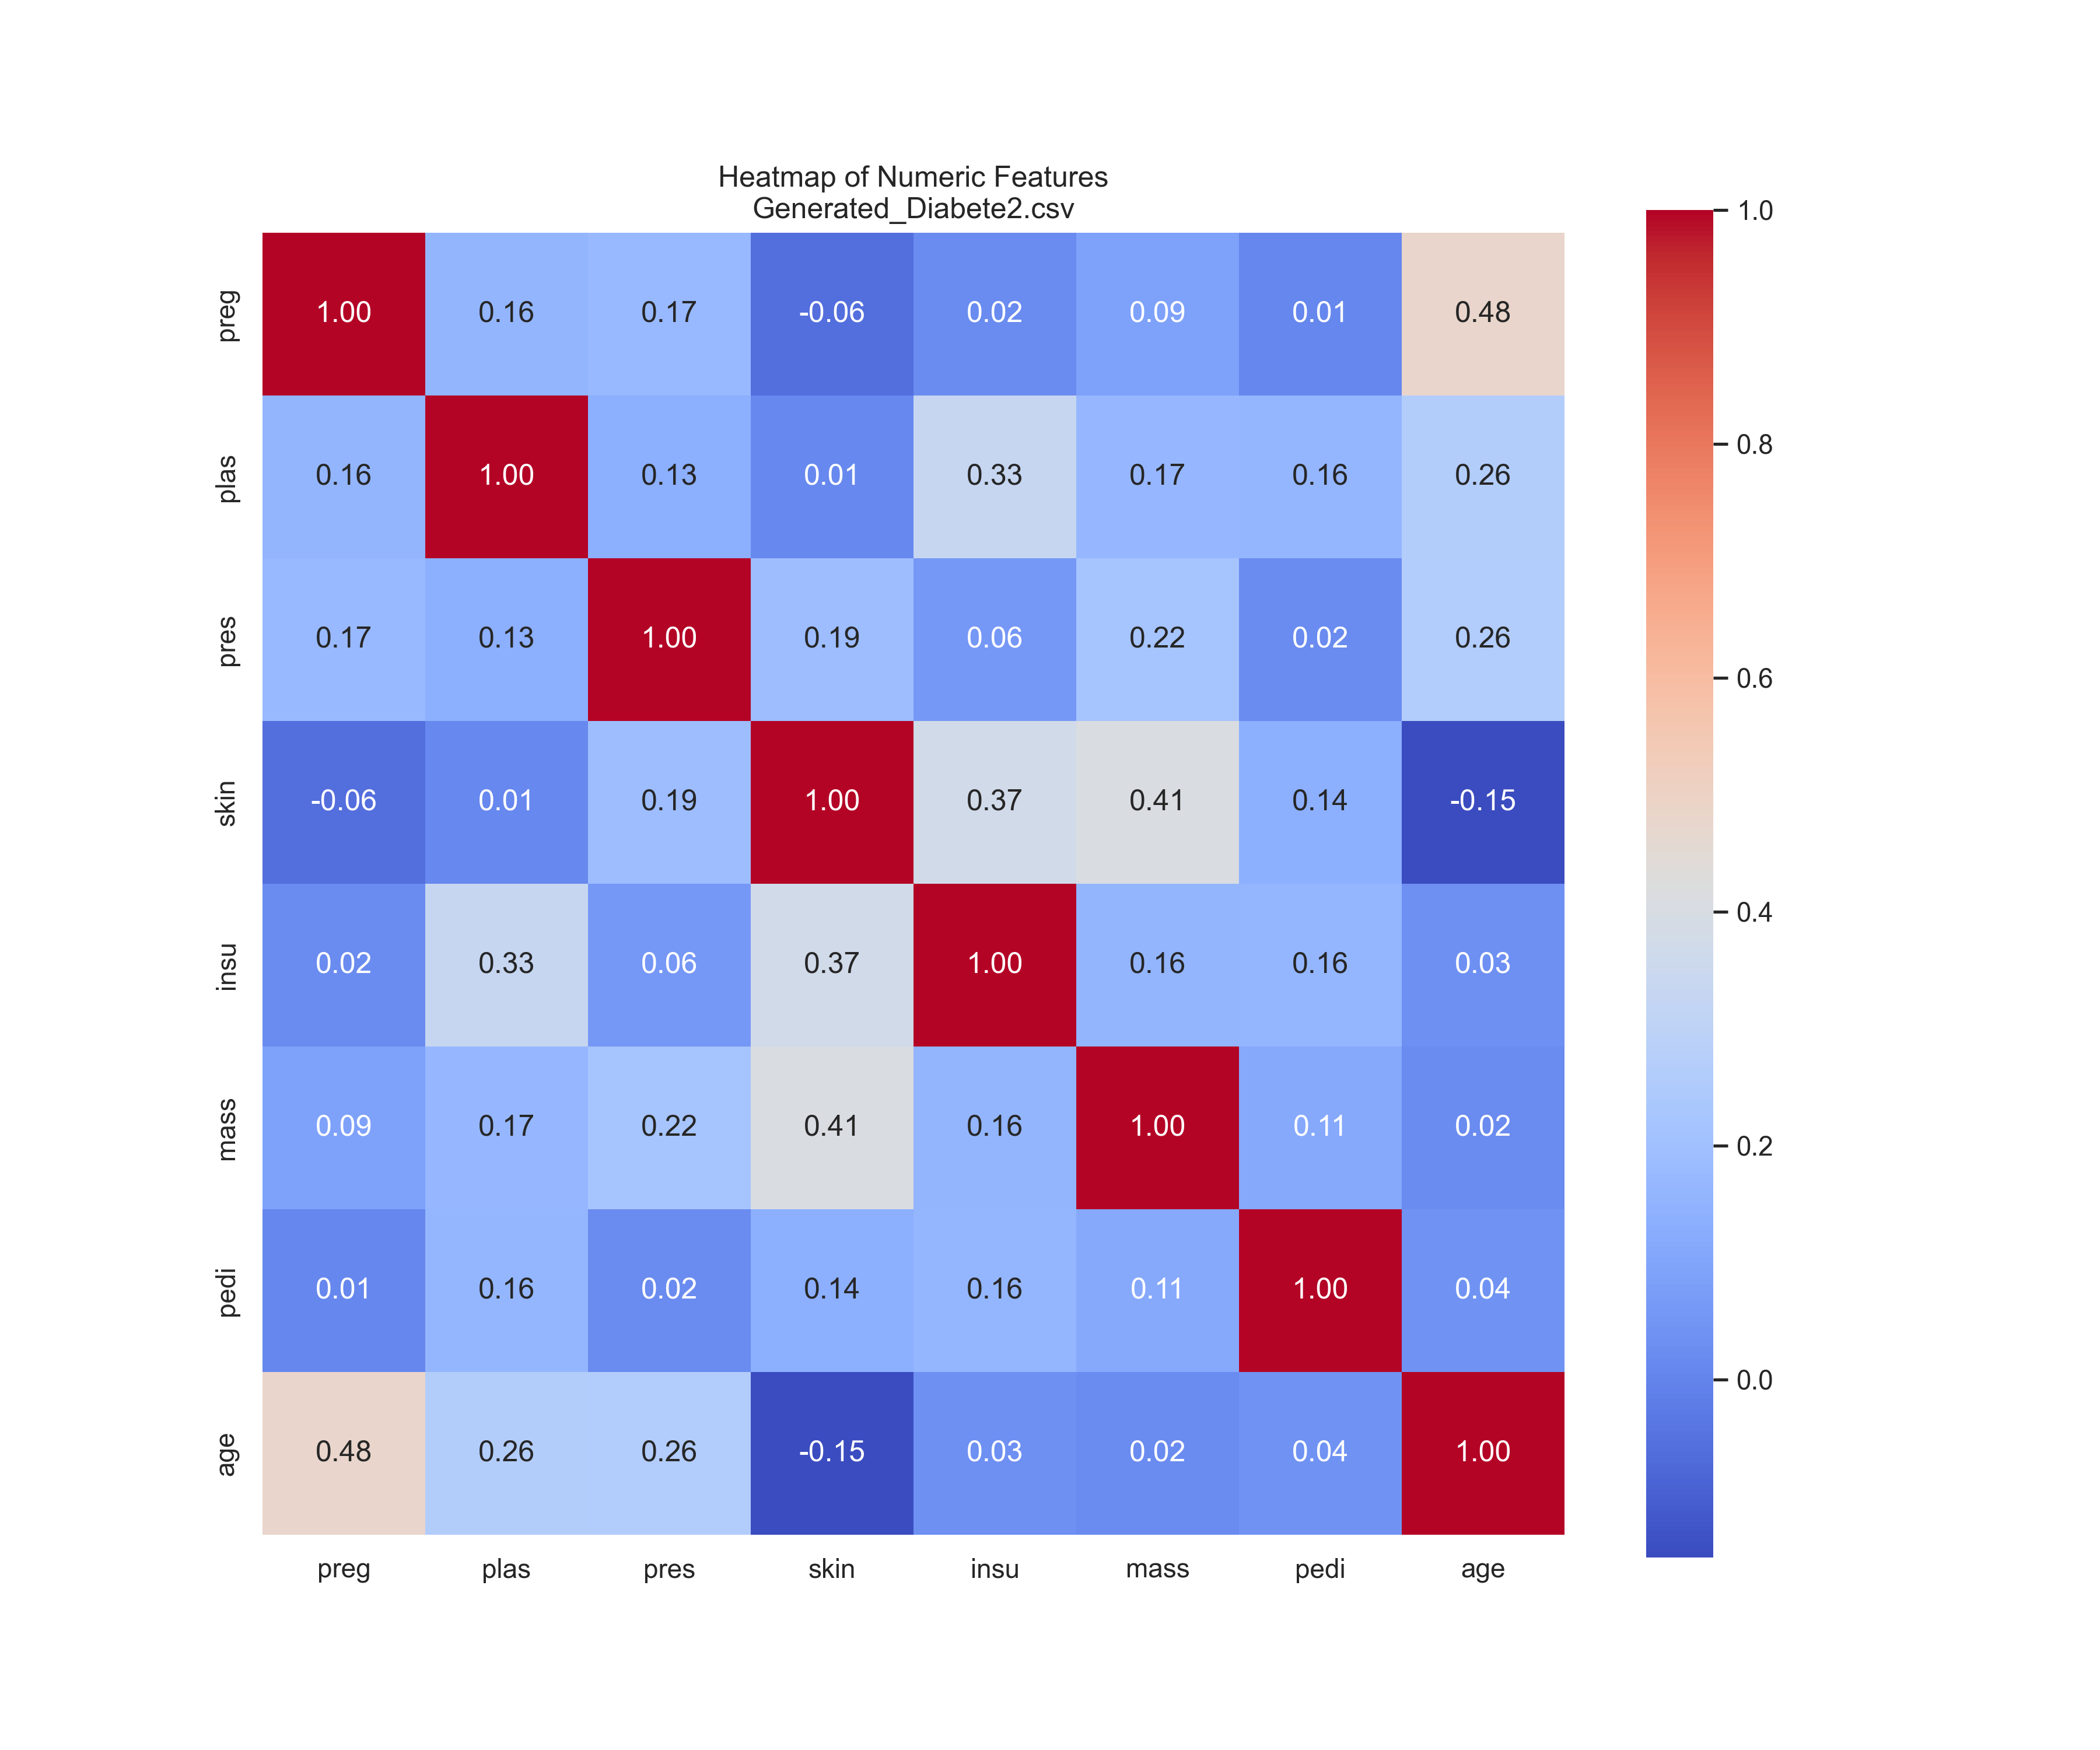 Heatmap of Numeric Features
Generated_Diabete2.csv
preg 1.00 0.16 0.17 -0.06 0.02 0.09 0.01 0.48
plas 0.16 1.00 0.13 0.01 0.33 0.17 0.16 0.26
pres 0.17 0.13 1.00 0.19 0.06 0.22 0.02 0.26
skin -0.06 0.01 0.19 1.00 0.37 0.41 0.14 -0.15
insu 0.02 0.33 0.06 0.37 1.00 0.16 0.16 0.03
mass 0.09 0.17 0.22 0.41 0.16 1.00 0.11 0.02
pedi 0.01 0.16 0.02 0.14 0.16 0.11 1.00 0.04
age 0.48 0.26 0.26 -0.15 0.03 0.02 0.04 1.00
preg plas pres skin insu mass pedi age
1.0
0.8
0.6
0.4
0.2
0.0